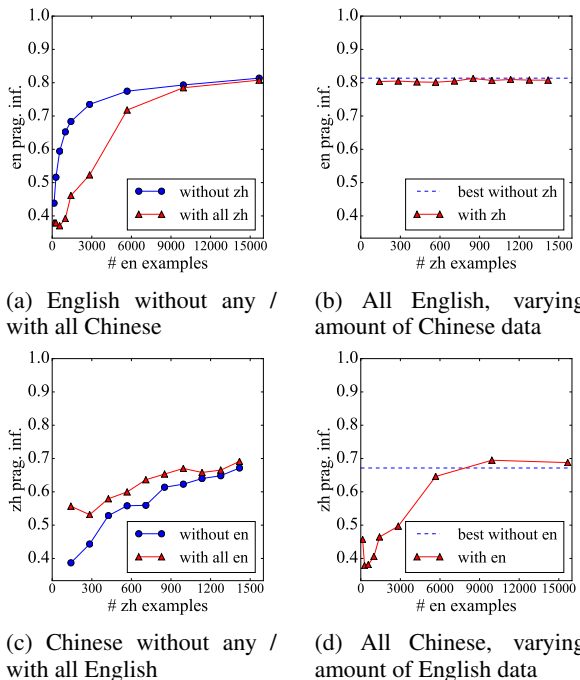 1.0
0.9
0.8
0.7
0.6
0.5
0.4
en prag. inf.
without zh
with all zh
0 3000 6000 9000 12000 15000
# en examples
(a) English without any /
with all Chinese
1.0
0.9
0.8
0.7
0.6
0.5
0.4
en prag. inf.
best without zh
with zh
0 300 600 900 1200 1500
# zh examples
(b) All English, varying
amount of Chinese data
1.0
0.9
0.8
0.7
0.6
0.5
0.4
zh prag. inf.
without en
with all en
0 300 600 900 1200 1500
# zh examples
(c) Chinese without any /
with all English
1.0
0.9
0.8
0.7
0.6
0.5
0.4
zh prag. inf.
best without en
with en
0 3000 6000 9000 12000 15000
# en examples
(d) All Chinese, varying
amount of English data